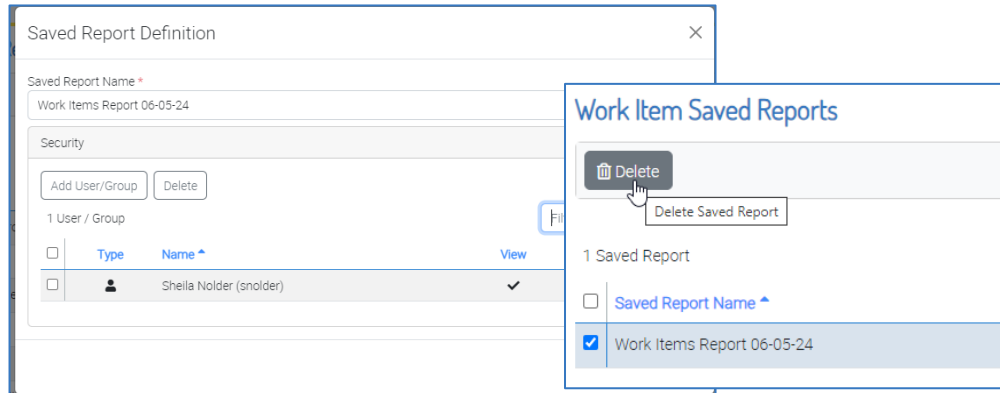 Saved Report Definition
Saved Report Name *
Work Items Report 06-05-24
Security
Add User/Group Delete
1 User / Group
Type Name View
Sheila Nolder (snolder)
Work Item Saved Reports
Delete
Delete Saved Report
1 Saved Report
Saved Report Name
Work Items Report 06-05-24